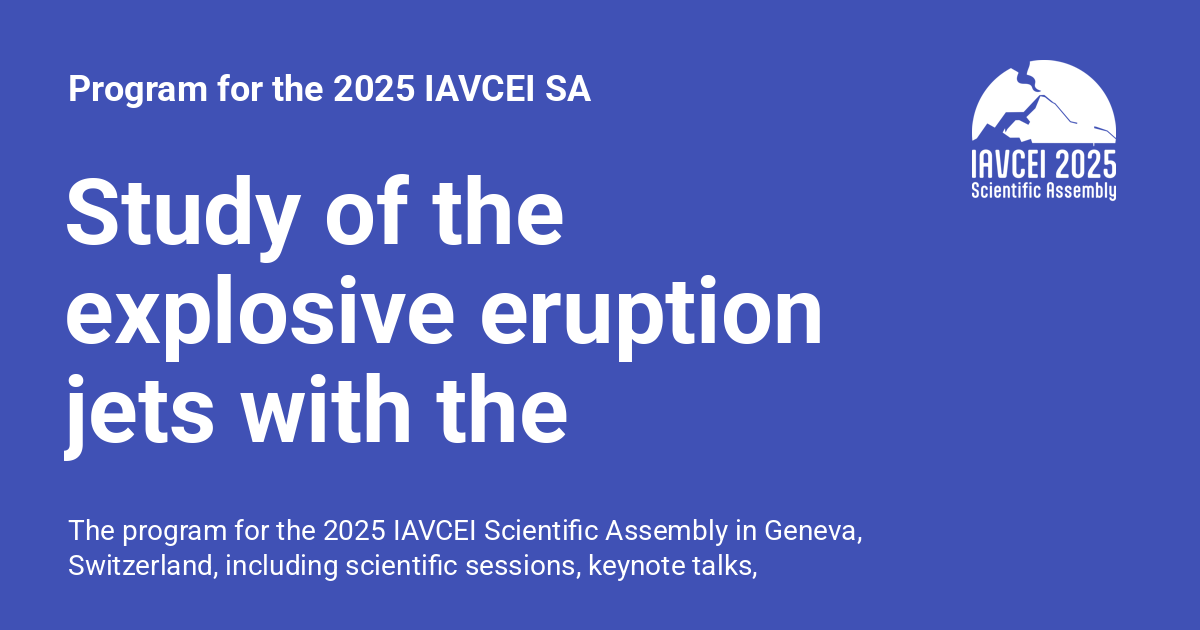 Program for the 2025 IAVCEI SA
IAVCEI 2025
Scientific Assembly
Study of the
explosive eruption
jets with the
The program for the 2025 IAVCEI Scientific Assembly in Geneva,
Switzerland, including scientific sessions, keynote talks,